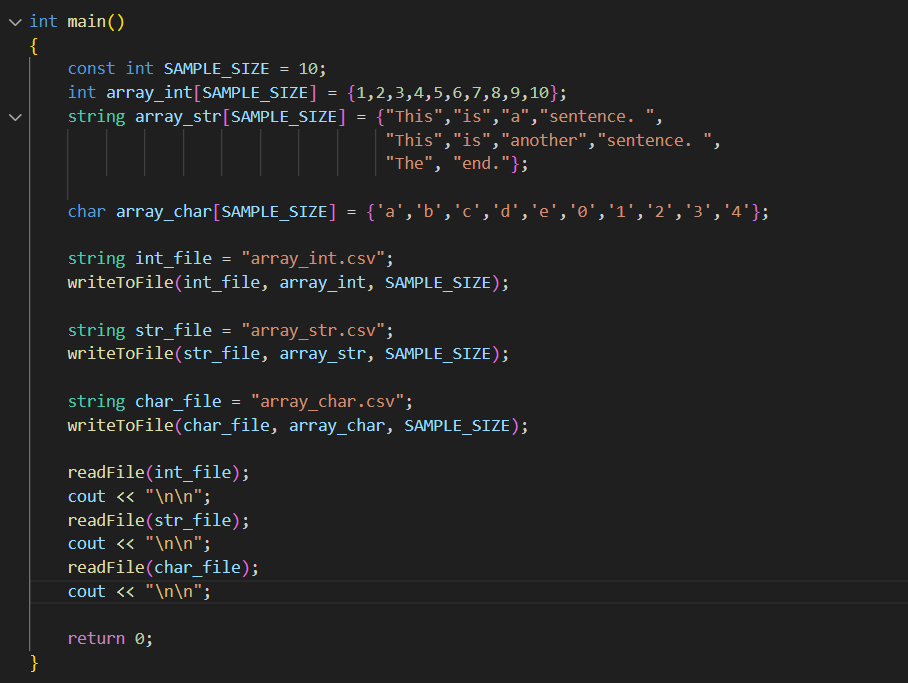 int main()
{
const int SAMPLE_SIZE = 10;
int array_int[SAMPLE_SIZE] = {1,2,3,4,5,6,7,8,9,10};
string array_str[SAMPLE_SIZE] = {"This","is","a","sentence. ",
"This","is","another","sentence. ",
"The", "end."};
char array_char[SAMPLE_SIZE] = {'a','b','c','d','e','0','1','2','3','4'};
string int_file = "array_int.csv";
writeToFile(int_file, array_int, SAMPLE_SIZE);
string str_file = "array_str.csv";
writeToFile(str_file, array_str, SAMPLE_SIZE);
string char_file = "array_char.csv";
writeToFile(char_file, array_char, SAMPLE_SIZE);
readFile(int_file);
cout << "\n\n";
readFile(str_file);
cout << "\n\n";
readFile(char_file);
cout << "\n\n";
return 0;
}